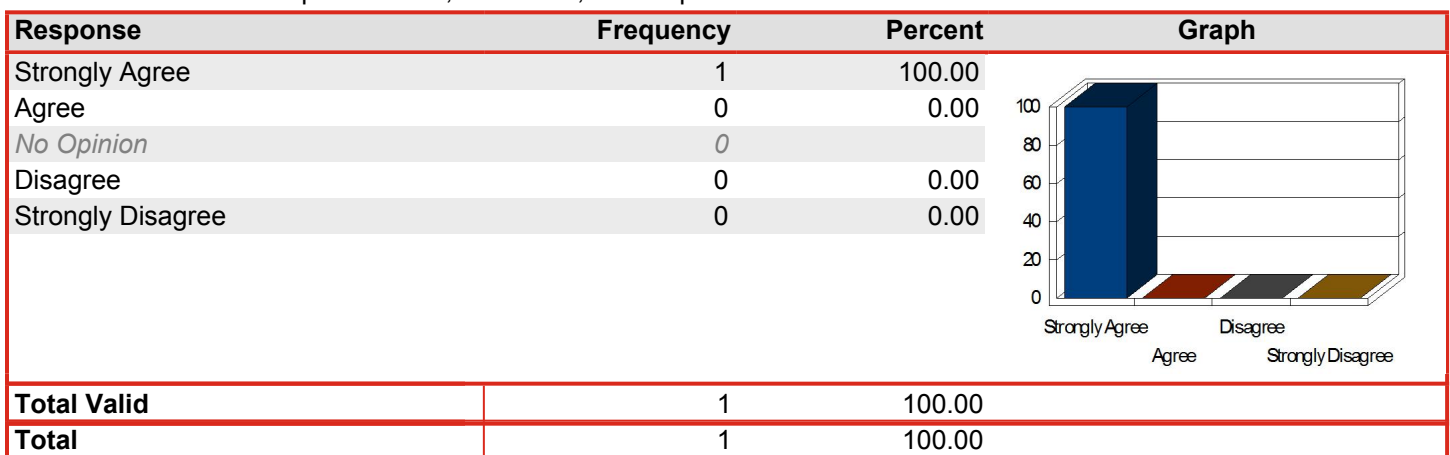 Response Frequency Percent Graph
Strongly Agree 1 100.00
Agree 0 0.00
No Opinion 0
Disagree 0 0.00
Strongly Disagree 0 0.00
100
80
60
40
20
0
Strongly Agree Disagree
Agree Strongly Disagree
Total Valid 1 100.00
Total 1 100.00